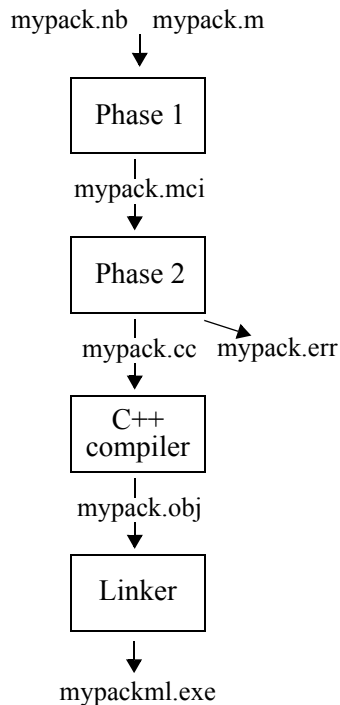 mypack.nb mypack.m
Phase 1
mypack.mci
Phase 2
mypack.cc mypack.err
C++
compiler
mypack.obj
Linker
mypackml.exe